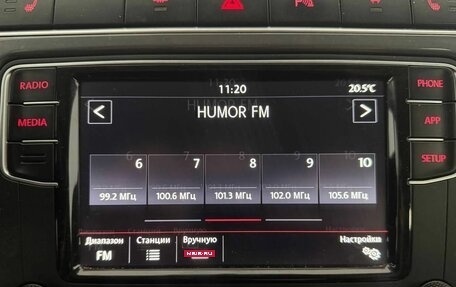 RADIO
MEDIA
PHONE
APP
SETUP
11:20
20.5°C
HUMOR FM
6 7 8 9 10
99.2 МГц 100.6 МГц 101.3 МГц 102.0 МГц 105.6 МГц
Диапазон Станции Вручную Настройки
FM